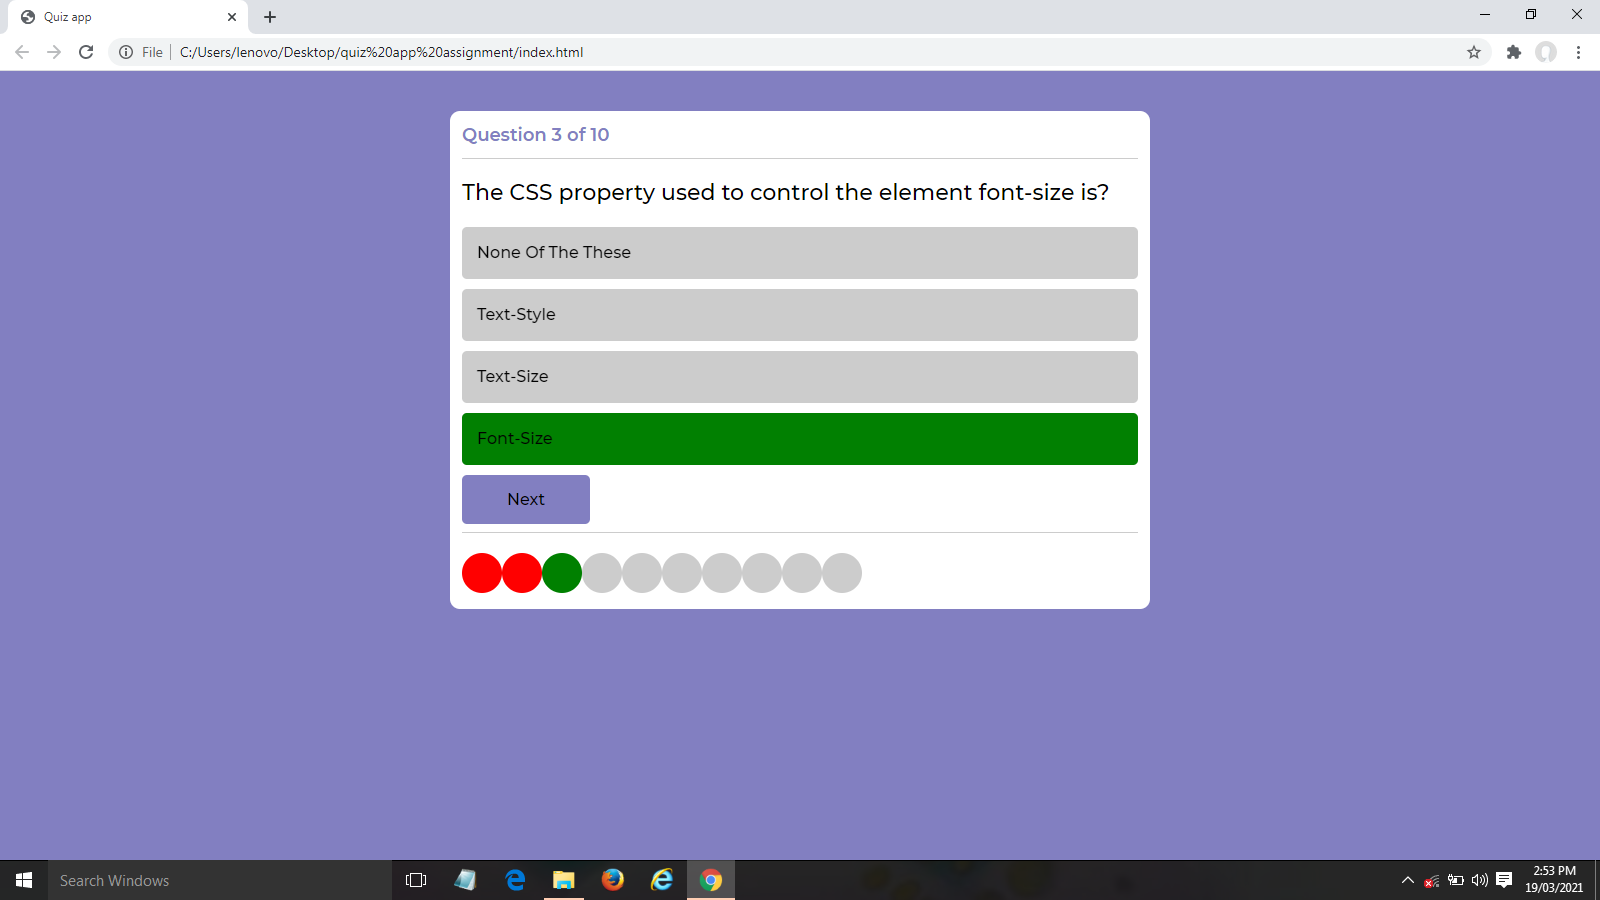 Quiz app
File
C:/Users/lenovo/Desktop/quiz%20app%20assignment/index.html
Question 3 of 10
The CSS property used to control the element font-size is?
None Of The These
Text-Style
Text-Size
Font-Size
Next
Search Windows
2:53 PM
19/03/2021